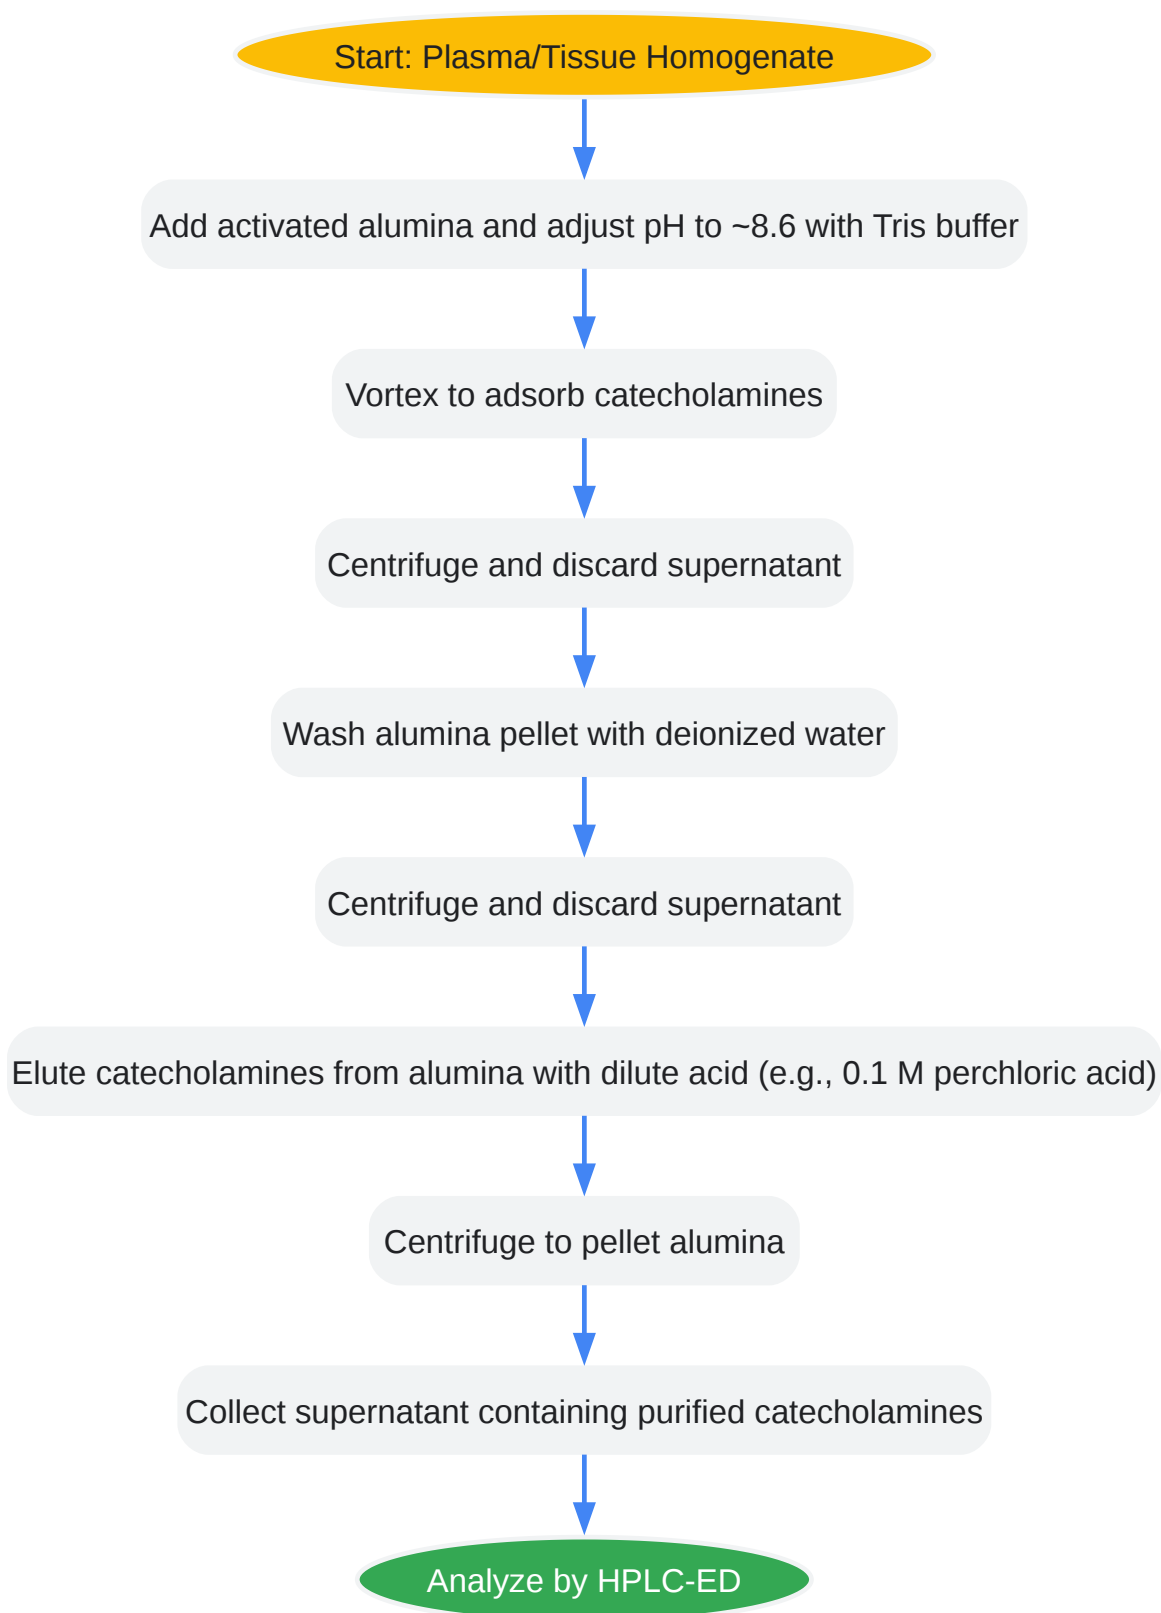 Start: Plasma/Tissue Homogenate
Add activated alumina and adjust pH to ~8.6 with Tris buffer
Vortex to adsorb catecholamines
Centrifuge and discard supernatant
Wash alumina pellet with deionized water
Centrifuge and discard supernatant
Elute catecholamines from alumina with dilute acid (e.g., 0.1 M perchloric acid)
Centrifuge to pellet alumina
Collect supernatant containing purified catecholamines
Analyze by HPLC-ED